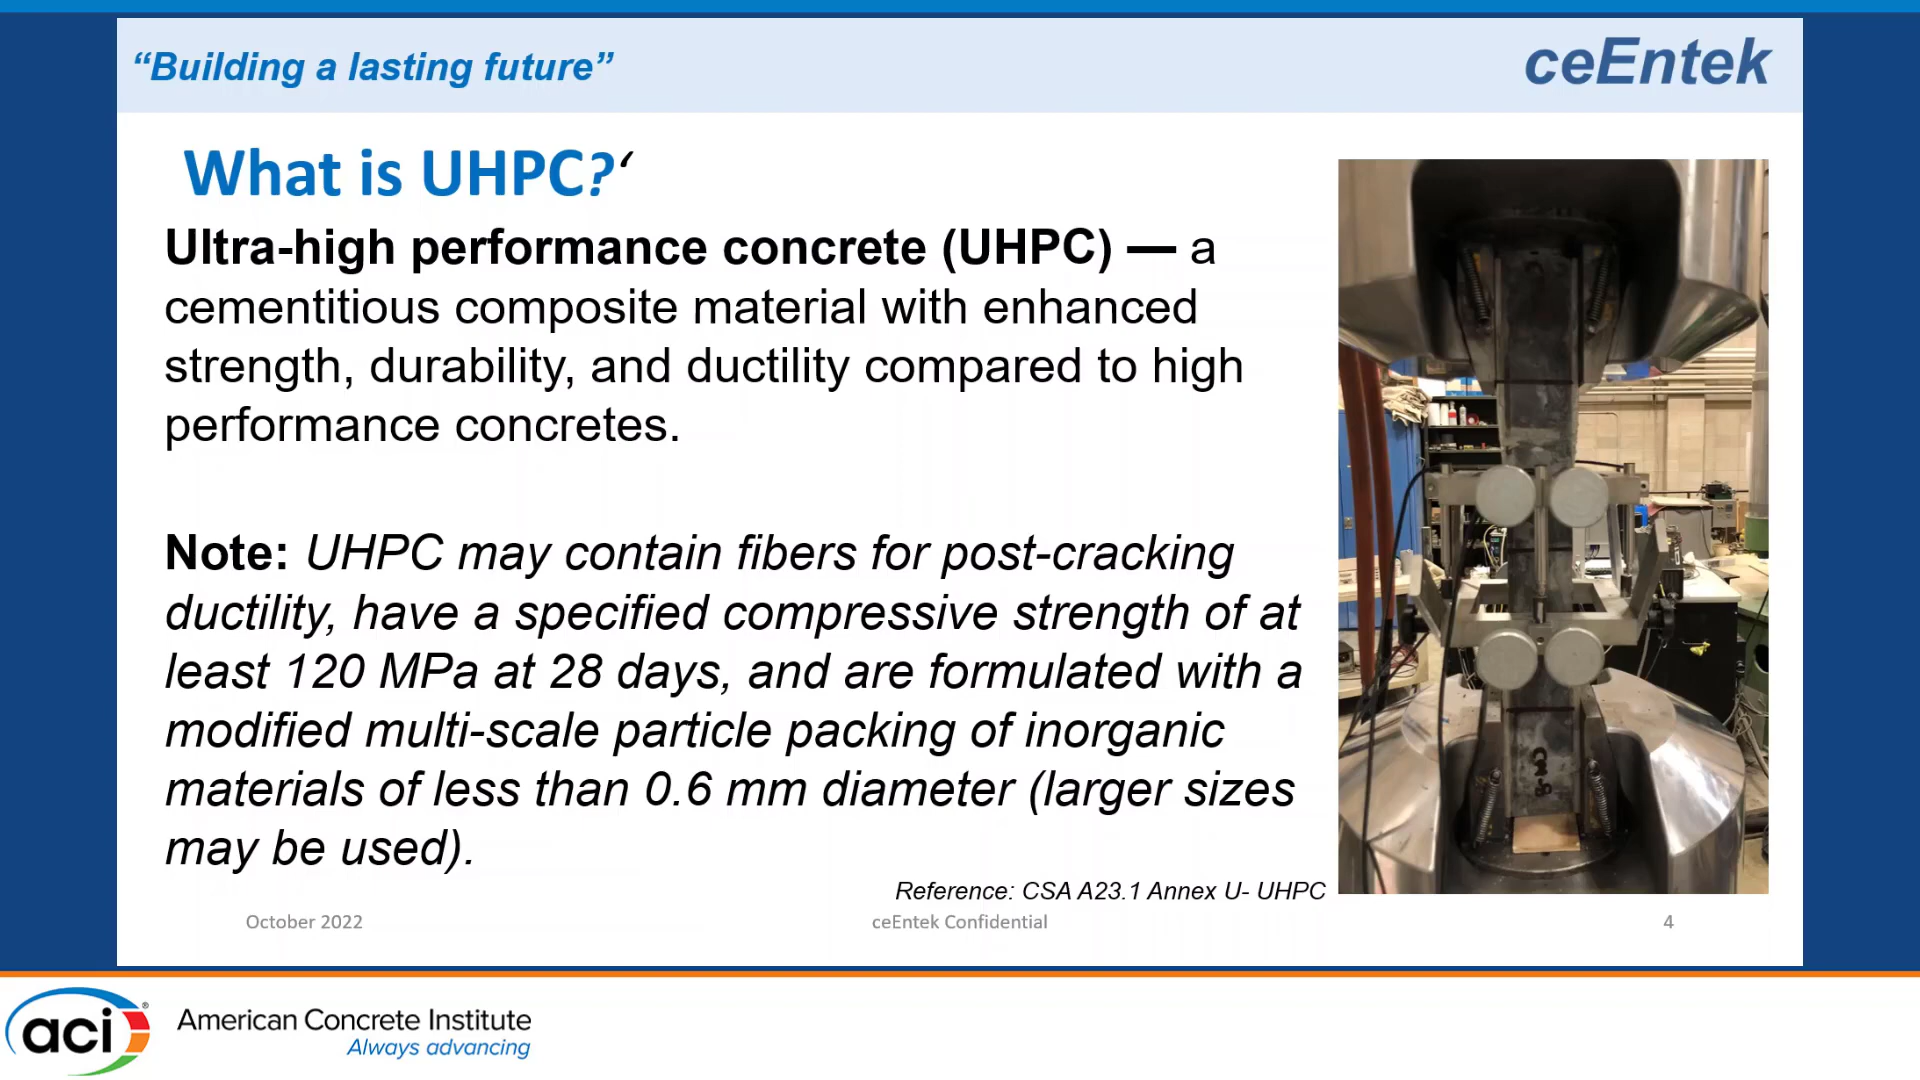 “Building a lasting future”
ceEntek
What is UHPC?‘
Ultra-high performance concrete (UHPC) — a
cementitious composite material with enhanced
strength, durability, and ductility compared to high
performance concretes.
Note: UHPC may contain fibers for post-cracking
ductility, have a specified compressive strength of at
least 120 MPa at 28 days, and are formulated with a
modified multi-scale particle packing of inorganic
materials of less than 0.6 mm diameter (larger sizes
may be used).
Reference: CSA A23.1 Annex U- UHPC
October 2022
ceEntek Confidential
4
aci®
American Concrete Institute
Always advancing